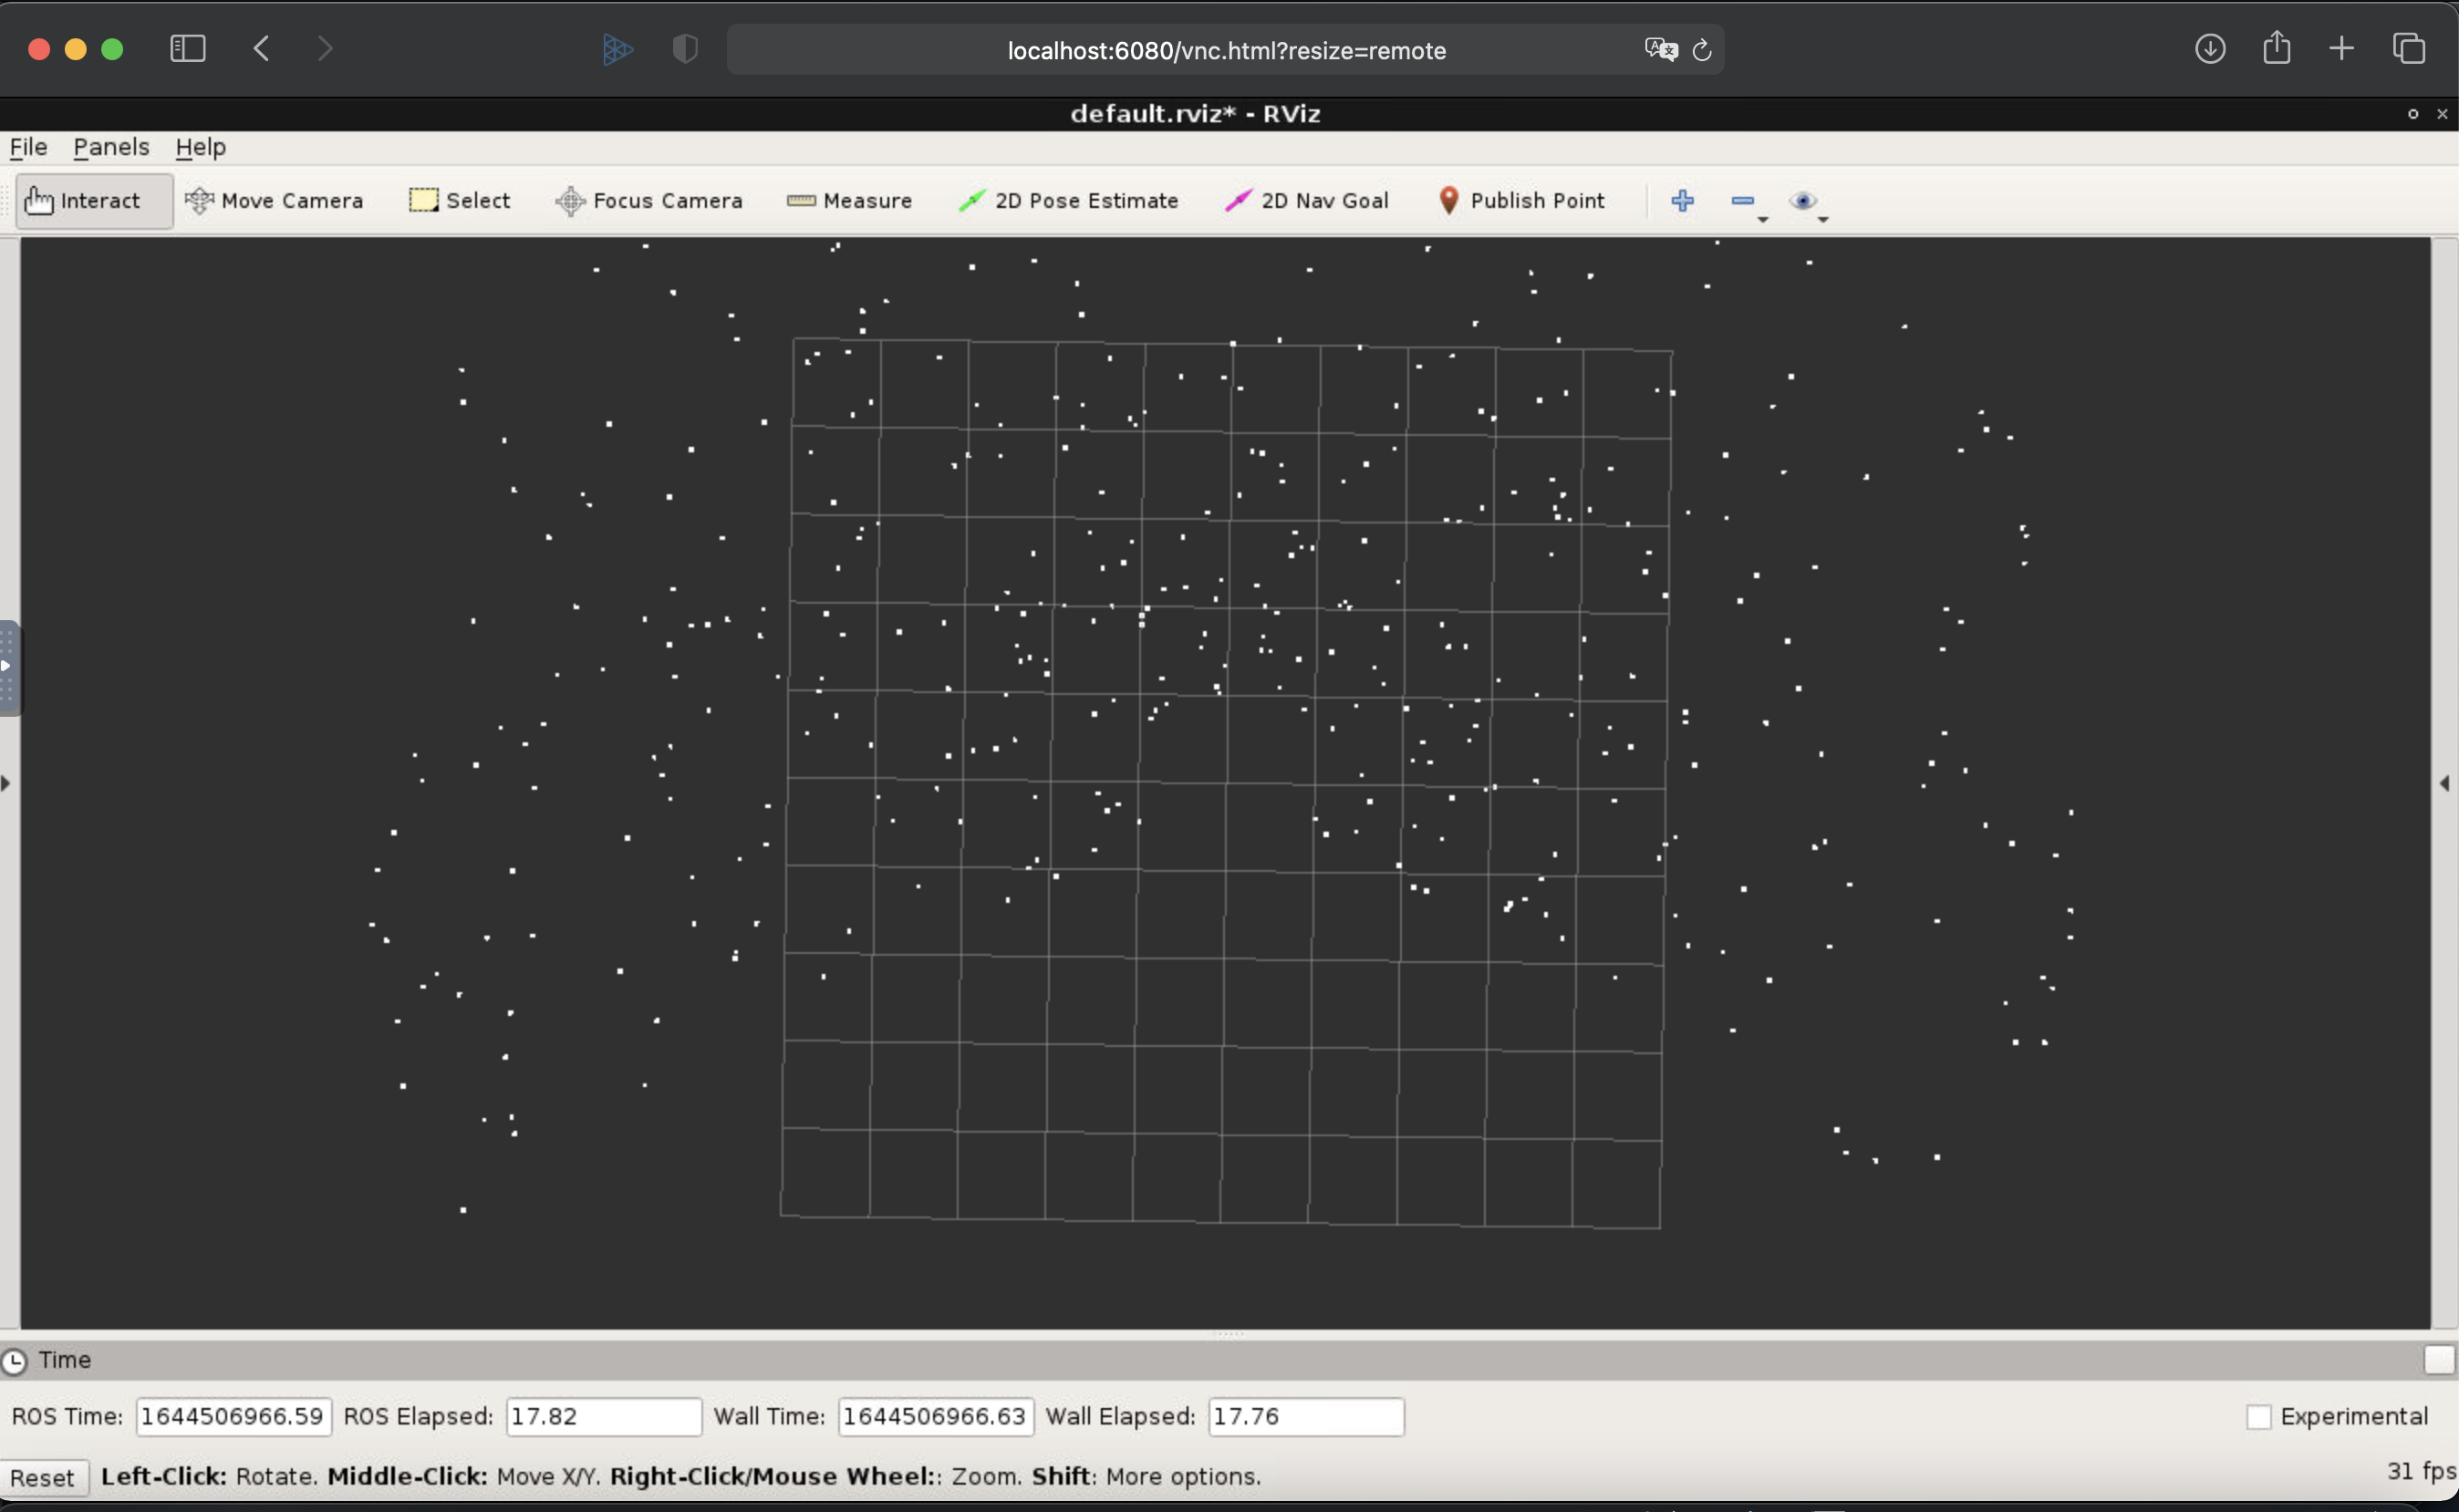 localhost:6080/vnc.html?resize=remote
default.rviz* - RViz
File Panels Help
Interact Move Camera Select Focus Camera Measure 2D Pose Estimate 2D Nav Goal Publish Point
Time
ROS Time: 1644506966.59 ROS Elapsed: 17.82 Wall Time: 1644506966.63 Wall Elapsed: 17.76 Experimental
Reset Left-Click: Rotate. Middle-Click: Move X/Y. Right-Click/Mouse Wheel:: Zoom. Shift: More options. 31 fps